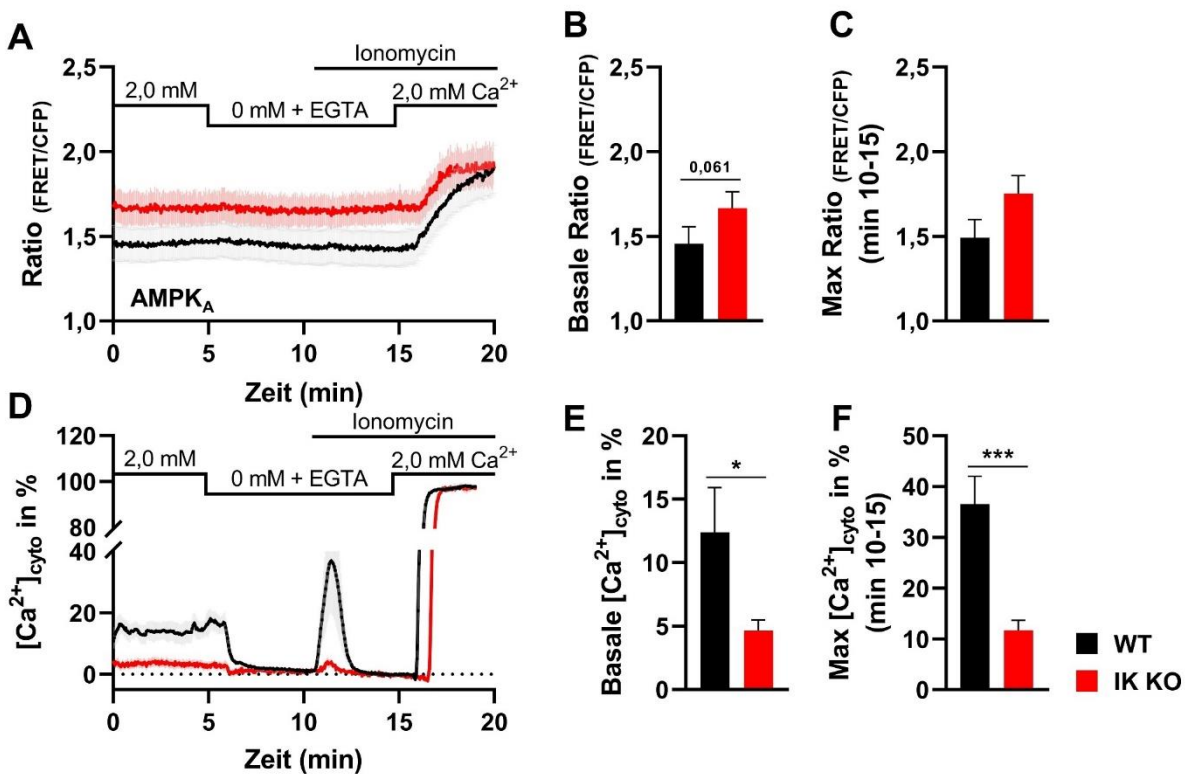 A
Ionomycin
2,0 mM
0 mM + EGTA
2,0 mM Ca²⁺
Ratio (FRET/CFP)
2,5
2,0
1,5
1,0
AMPK_A
0 5 10 15 20
Zeit (min)
B
Basale Ratio (FRET/CFP)
2,5
2,0
1,5
1,0
0,061
C
Max Ratio (FRET/CFP)
(min 10-15)
2,5
2,0
1,5
1,0
D
Ionomycin
2,0 mM
0 mM + EGTA
2,0 mM Ca²⁺
[Ca²⁺]cyto in %
120
100
80
40
20
0
0 5 10 15 20
Zeit (min)
E
Basale [Ca²⁺]cyto in %
20
15
10
5
0
*
F
Max [Ca²⁺]cyto in %
(min 10-15)
50
40
30
20
10
0
***
WT
IK KO